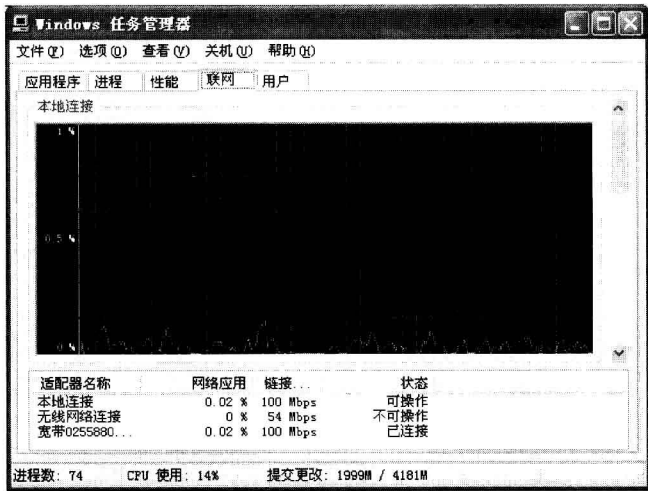 Windows 任务管理器
文件(F) 选项(O) 查看(V) 关机(U) 帮助(H)
应用程序 进程 性能 联网 用户
本地连接
1 %
0.5 %
0 %
适配器名称 网络应用 链接... 状态
本地连接 0.02 % 100 Mbps 可操作
无线网络连接 0 % 54 Mbps 不可操作
宽带0255880... 0.02 % 100 Mbps 已连接
进程数: 74 CPU 使用: 14% 提交更改: 1999M / 4181M